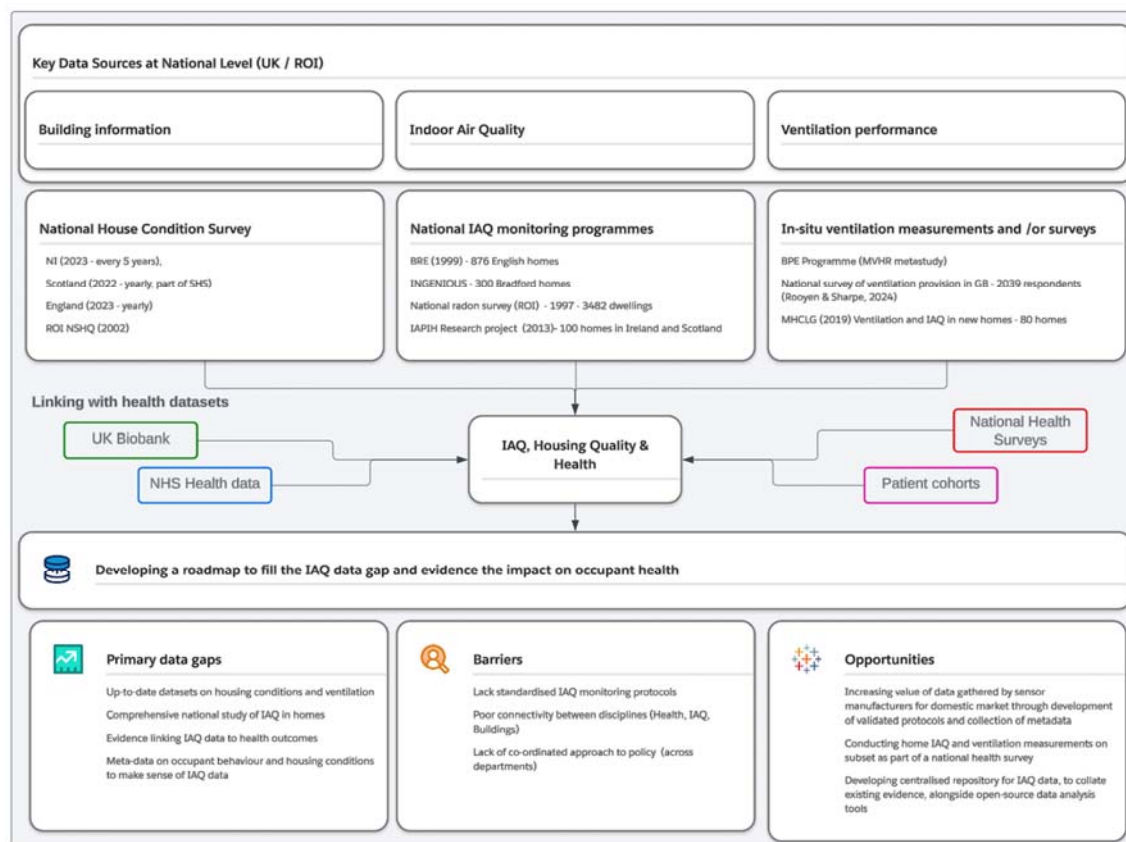 Key Data Sources at National Level (UK / ROI)
Building information
Indoor Air Quality
Ventilation performance
National House Condition Survey
NI (2023 - every 5 years),
Scotland (2022 - yearly, part of SHS)
England (2023 - yearly)
ROI NSHQ (2002)
National IAQ monitoring programmes
BRE (1999) - 876 English homes
INGENIOUS - 300 Bradford homes
National radon survey (ROI) - 1997 - 3482 dwellings
IAPIH Research project (2013)- 100 homes in Ireland and Scotland
In-situ ventilation measurements and /or surveys
BPE Programme (MVHR metastudy)
National survey of ventilation provision in GB - 2039 respondents
(Rooyen & Sharpe, 2024)
MHCLG (2019) Ventilation and IAQ in new homes - 80 homes
Linking with health datasets
UK Biobank
NHS Health data
IAQ, Housing Quality &
Health
National Health
Surveys
Patient cohorts
Developing a roadmap to fill the IAQ data gap and evidence the impact on occupant health
Primary data gaps
Up-to-date datasets on housing conditions and ventilation
Comprehensive national study of IAQ in homes
Evidence linking IAQ data to health outcomes
Meta-data on occupant behaviour and housing conditions
to make sense of IAQ data
Barriers
Lack standardised IAQ monitoring protocols
Poor connectivity between disciplines (Health, IAQ,
Buildings)
Lack of co-ordinated approach to policy (across
departments)
Opportunities
Increasing value of data gathered by sensor
manufacturers for domestic market through development
of validated protocols and collection of metadata
Conducting home IAQ and ventilation measurements on
subset as part of a national health survey
Developing centralised repository for IAQ data, to collate
existing evidence, alongside open-source data analysis
tools